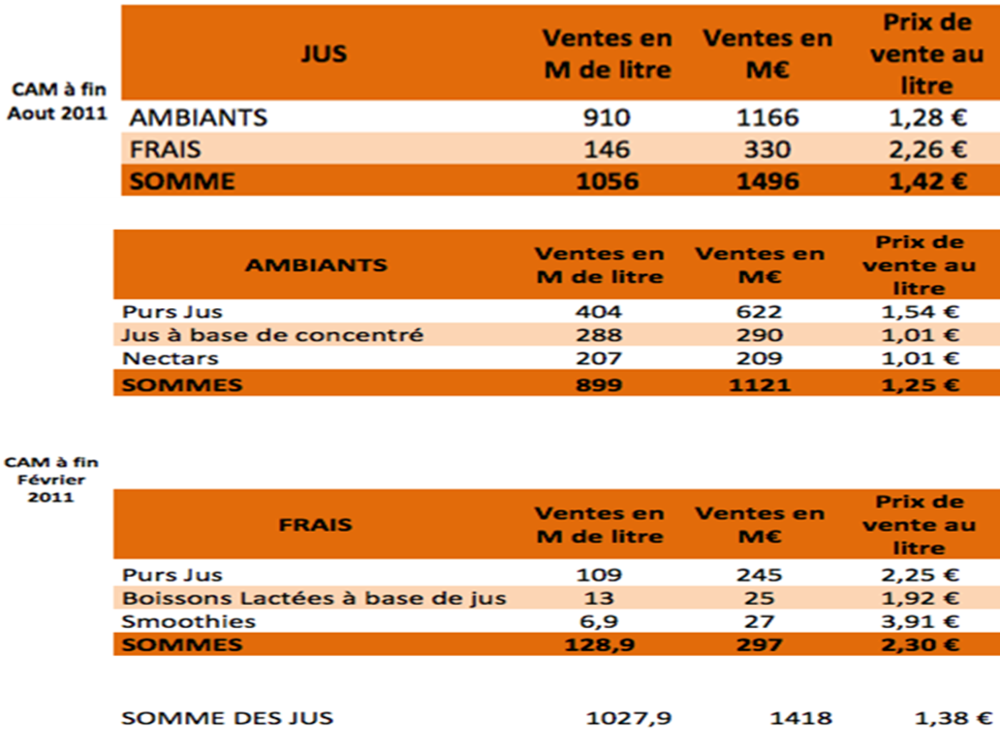 JUS Ventes en M de litre Ventes en M€ Prix de vente au litre
CAM à fin
Aout 2011
AMBIANTS 910 1166 1,28 €
FRAIS 146 330 2,26 €
SOMME 1056 1496 1,42 €
AMBIANTS Ventes en M de litre Ventes en M€ Prix de vente au litre
Purs Jus 404 622 1,54 €
Jus à base de concentré 288 290 1,01 €
Nectars 207 209 1,01 €
SOMMES 899 1121 1,25 €
CAM à fin
Février
2011
FRAIS Ventes en M de litre Ventes en M€ Prix de vente au litre
Purs Jus 109 245 2,25 €
Boissons Lactées à base de jus 13 25 1,92 €
Smoothies 6,9 27 3,91 €
SOMMES 128,9 297 2,30 €
SOMME DES JUS 1027,9 1418 1,38 €